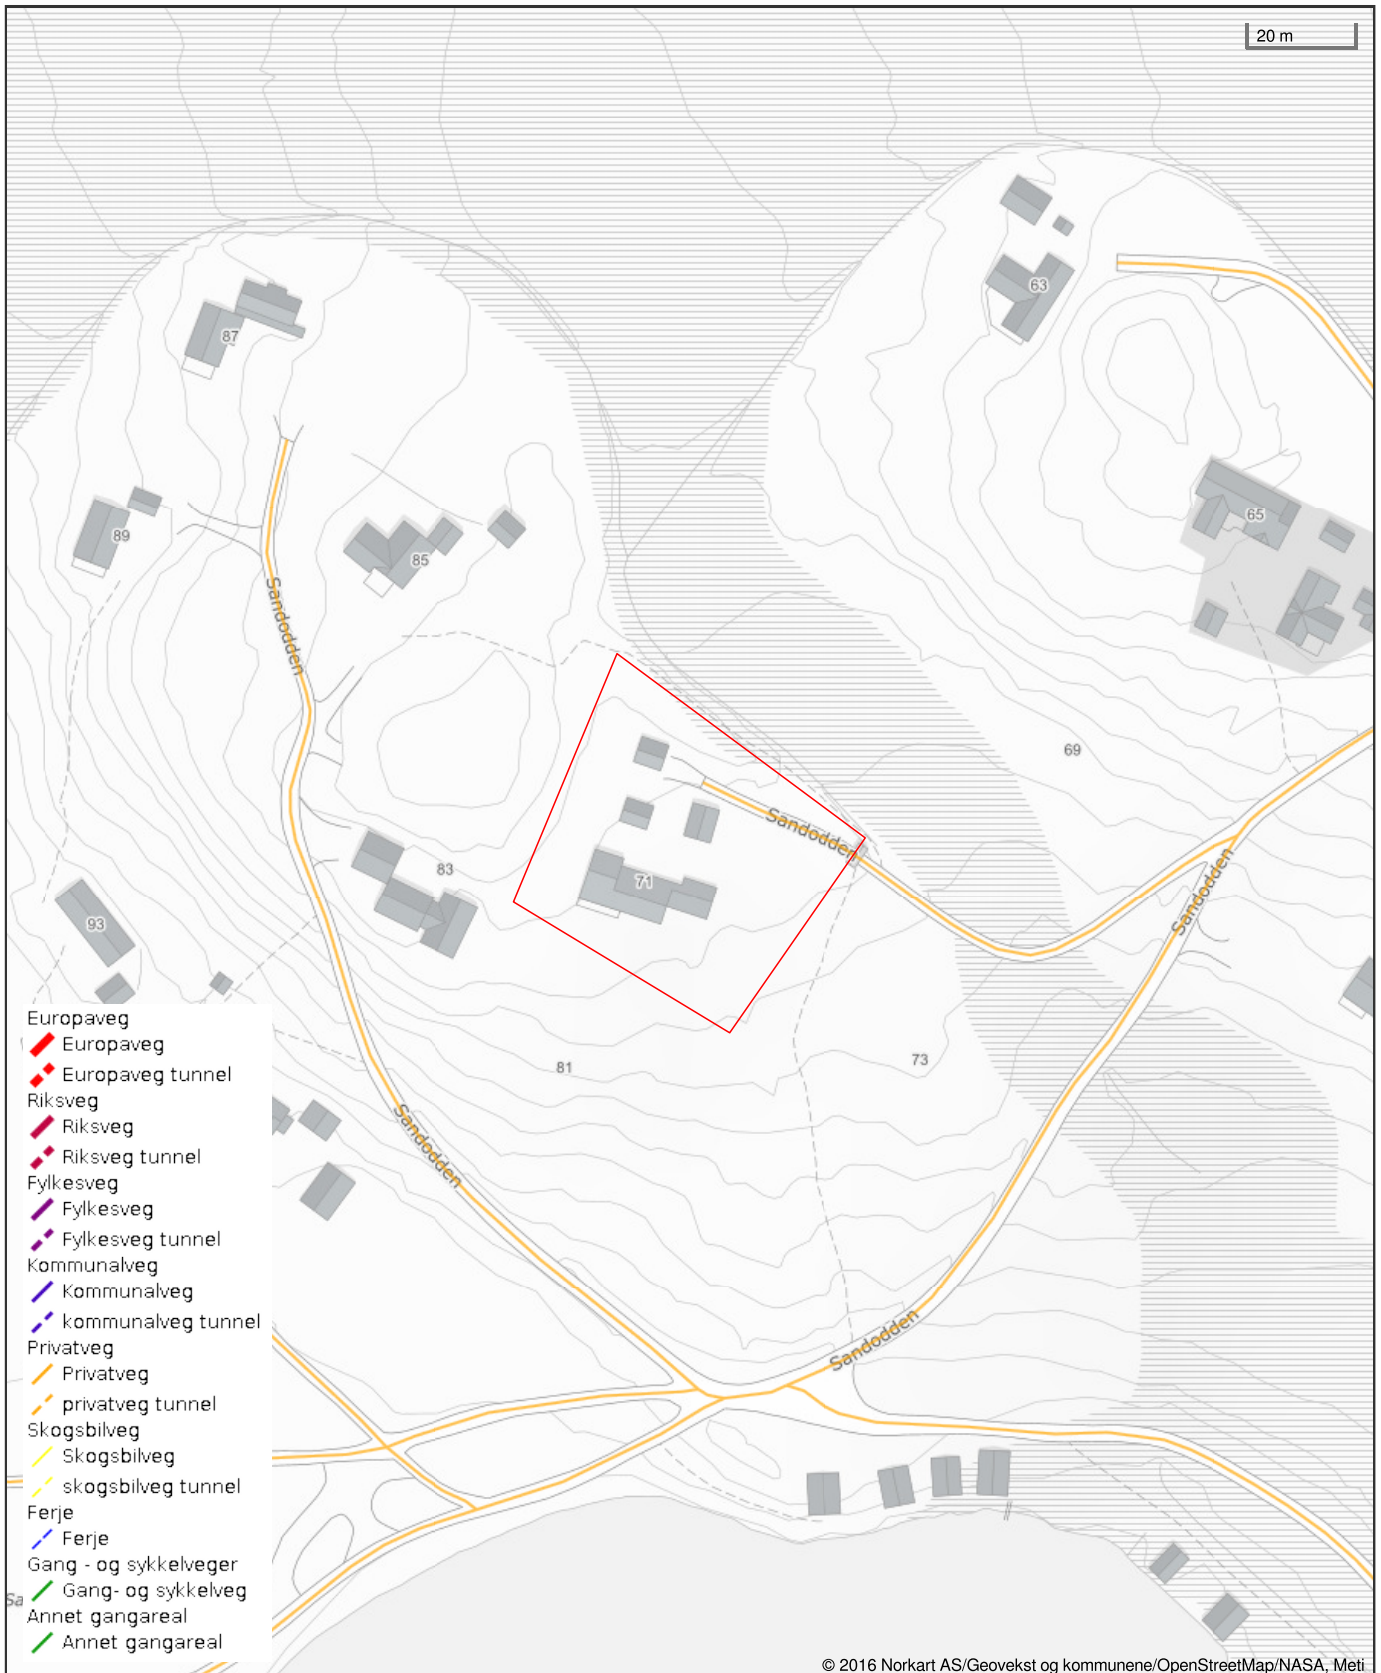 20 m
63
87
65
89
85
Sandodden
69
Sandodden
83
71
Sandodden
93
73
81
Sandodden
Sandodden
Europaveg
Europaveg
Europaveg tunnel
Riksveg
Riksveg
Riksveg tunnel
Fylkesveg
Fylkesveg
Fylkesveg tunnel
Kommunalveg
Kommunalveg
kommunalveg tunnel
Privatveg
Privatveg
privatveg tunnel
Skogsbilveg
Skogsbilveg
skogsbilveg tunnel
Ferje
Ferje
Gang - og sykkelveger
Gang- og sykkelveg
Annet gangareal
Annet gangareal
Sa
© 2016 Norkart AS/Geovekst og kommunene/OpenStreetMap/NASA, Meti